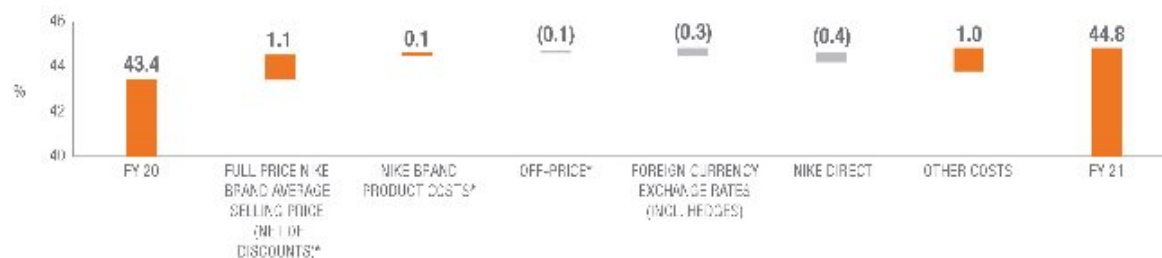 46
44
42
40
%
43.4
1.1
0.1
(0.1)
(0.3)
(0.4)
1.0
44.8
FY 20
FULL PRICE NIKE
BRAND AVERAGE
SELLING PRICE
(NET OF
DISCOUNTS)*
NIKE BRAND
PRODUCT COSTS*
OFF-PRICE*
FOREIGN CURRENCY
EXCHANGE RATES
(INCL. HEDGES)
NIKE DIRECT
OTHER COSTS
FY 21